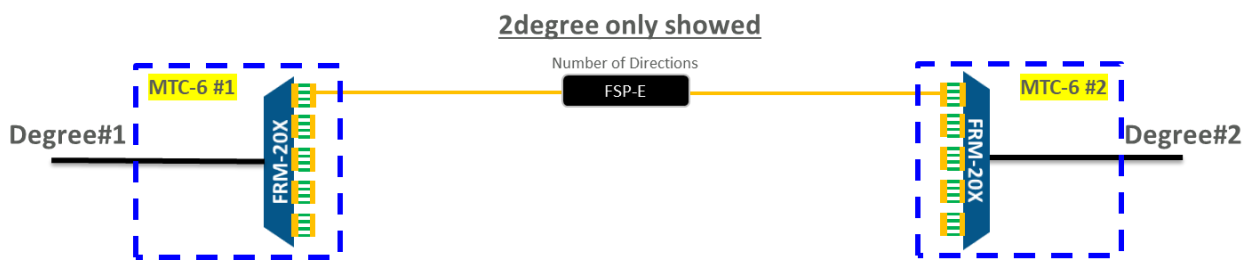 2degree only showed
Number of Directions
MTC-6 #1
FSP-E
MTC-6 #2
Degree#1
FRM-20X
FRM-20X
Degree#2